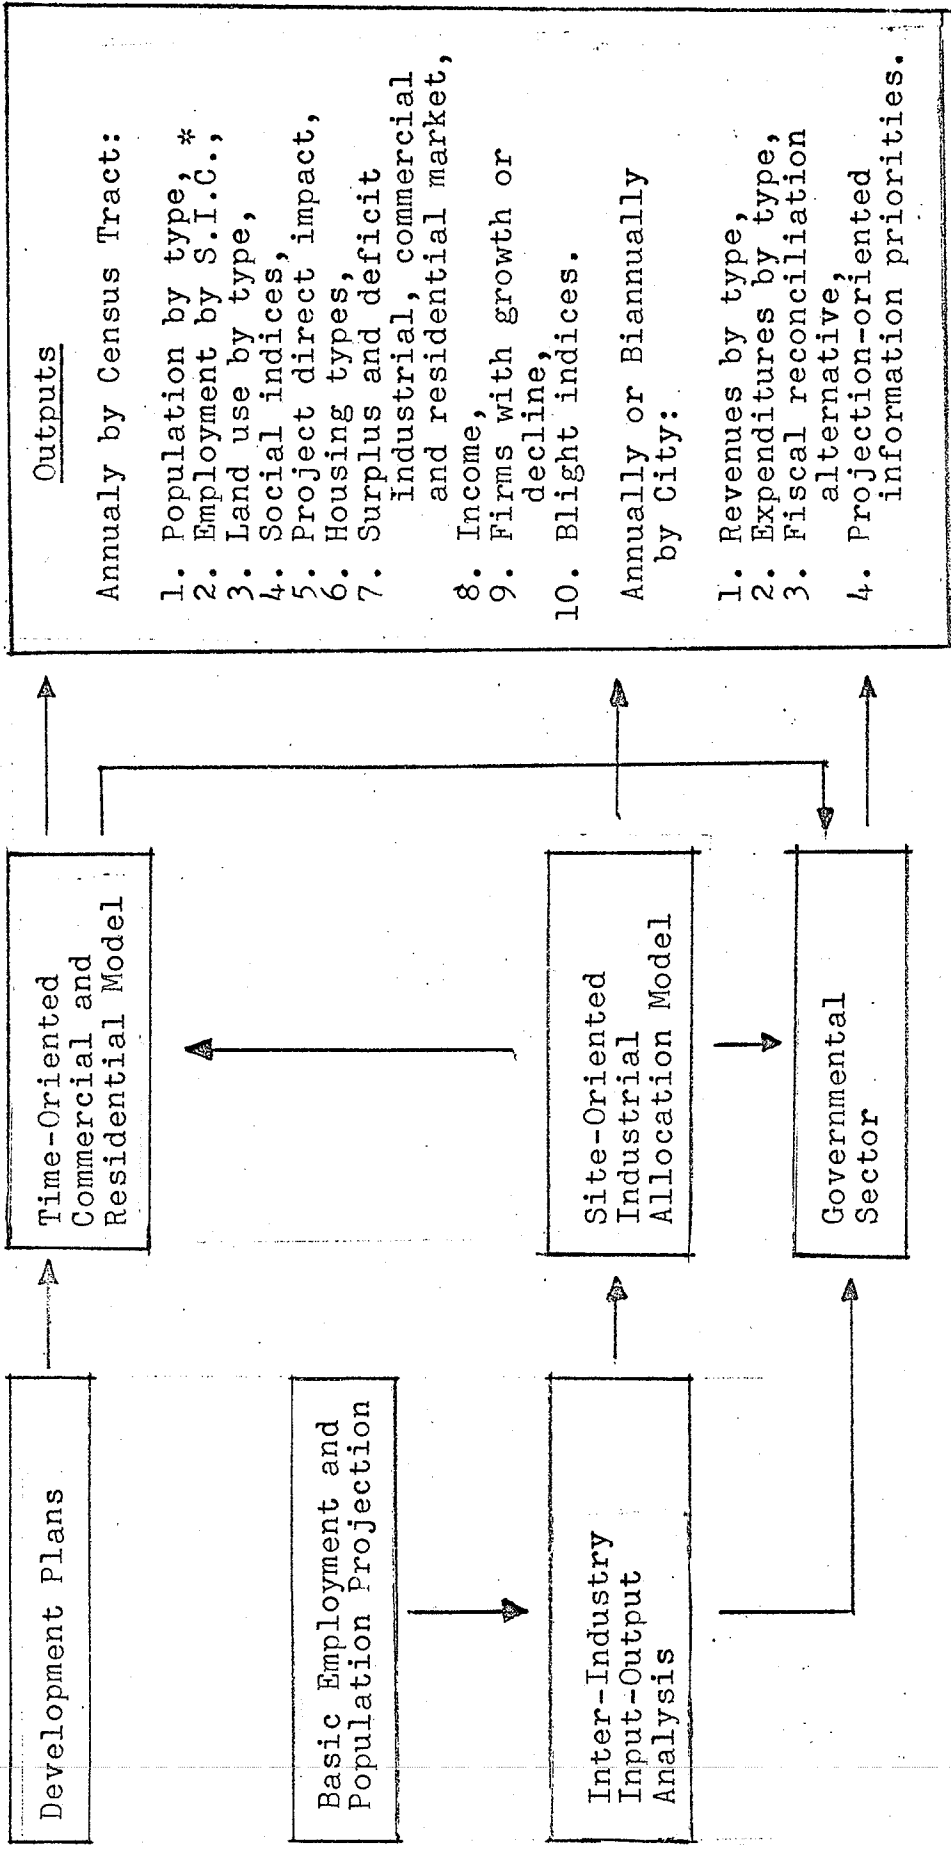 Development Plans
Basic Employment and
Population Projection
Inter-Industry
Input-Output
Analysis
Time-Oriented
Commercial and
Residential Model
Site-Oriented
Industrial
Allocation Model
Governmental
Sector
Outputs
Annualy by Census Tract:
1. Population by type,
2. Employment by S.I.C.,*
3. Land use by type,
4. Social indices,
5. Project direct impact,
6. Housing types,
7. Surplus and deficit
industrial, commercial
and residential market,
8. Income,
9. Firms with growth or
decline,
10. Blight indices.
Annually or Biannually
by City:
1. Revenues by type,
2. Expenditures by type,
3. Fiscal reconciliation
alternative,
4. Projection-oriented
information priorities.